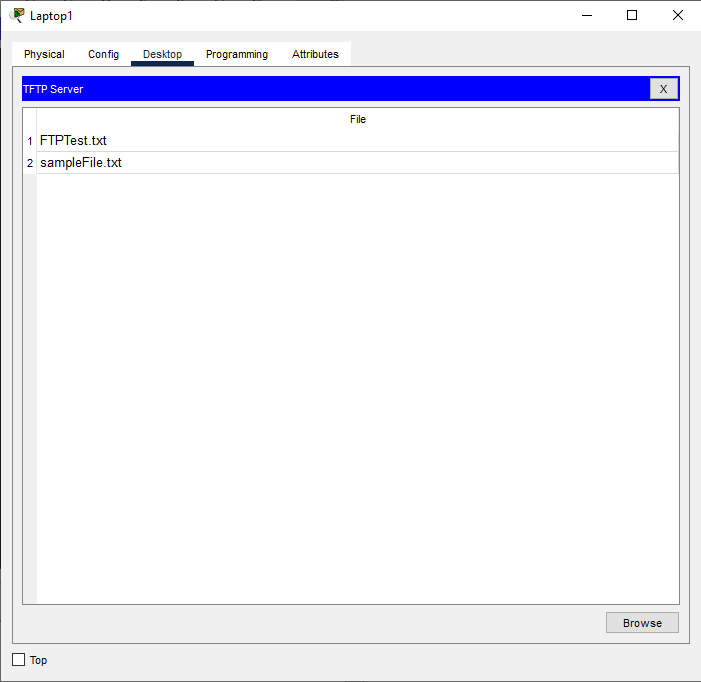 Laptop1
Physical Config Desktop Programming Attributes
TFTP Server X
File
1 FTPTest.txt
2 sampleFile.txt
Browse
Top